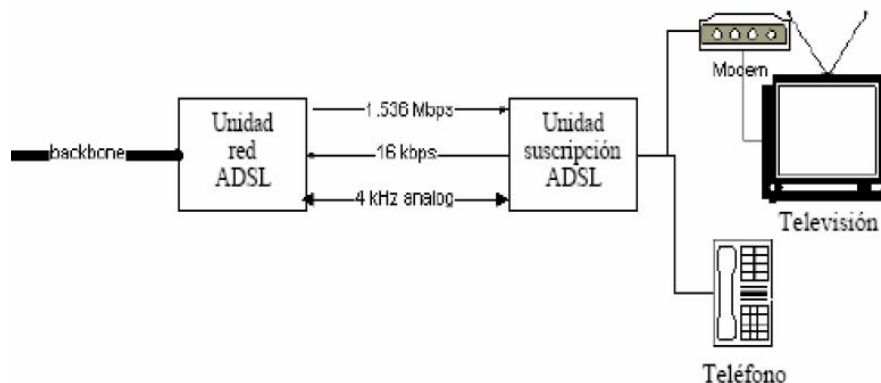 backbone
Unidad
red
ADSL
1.536 Mbps
16 kbps
4 kHz analog
Unidad
suscripción
ADSL
Modem
Televisión
Teléfono